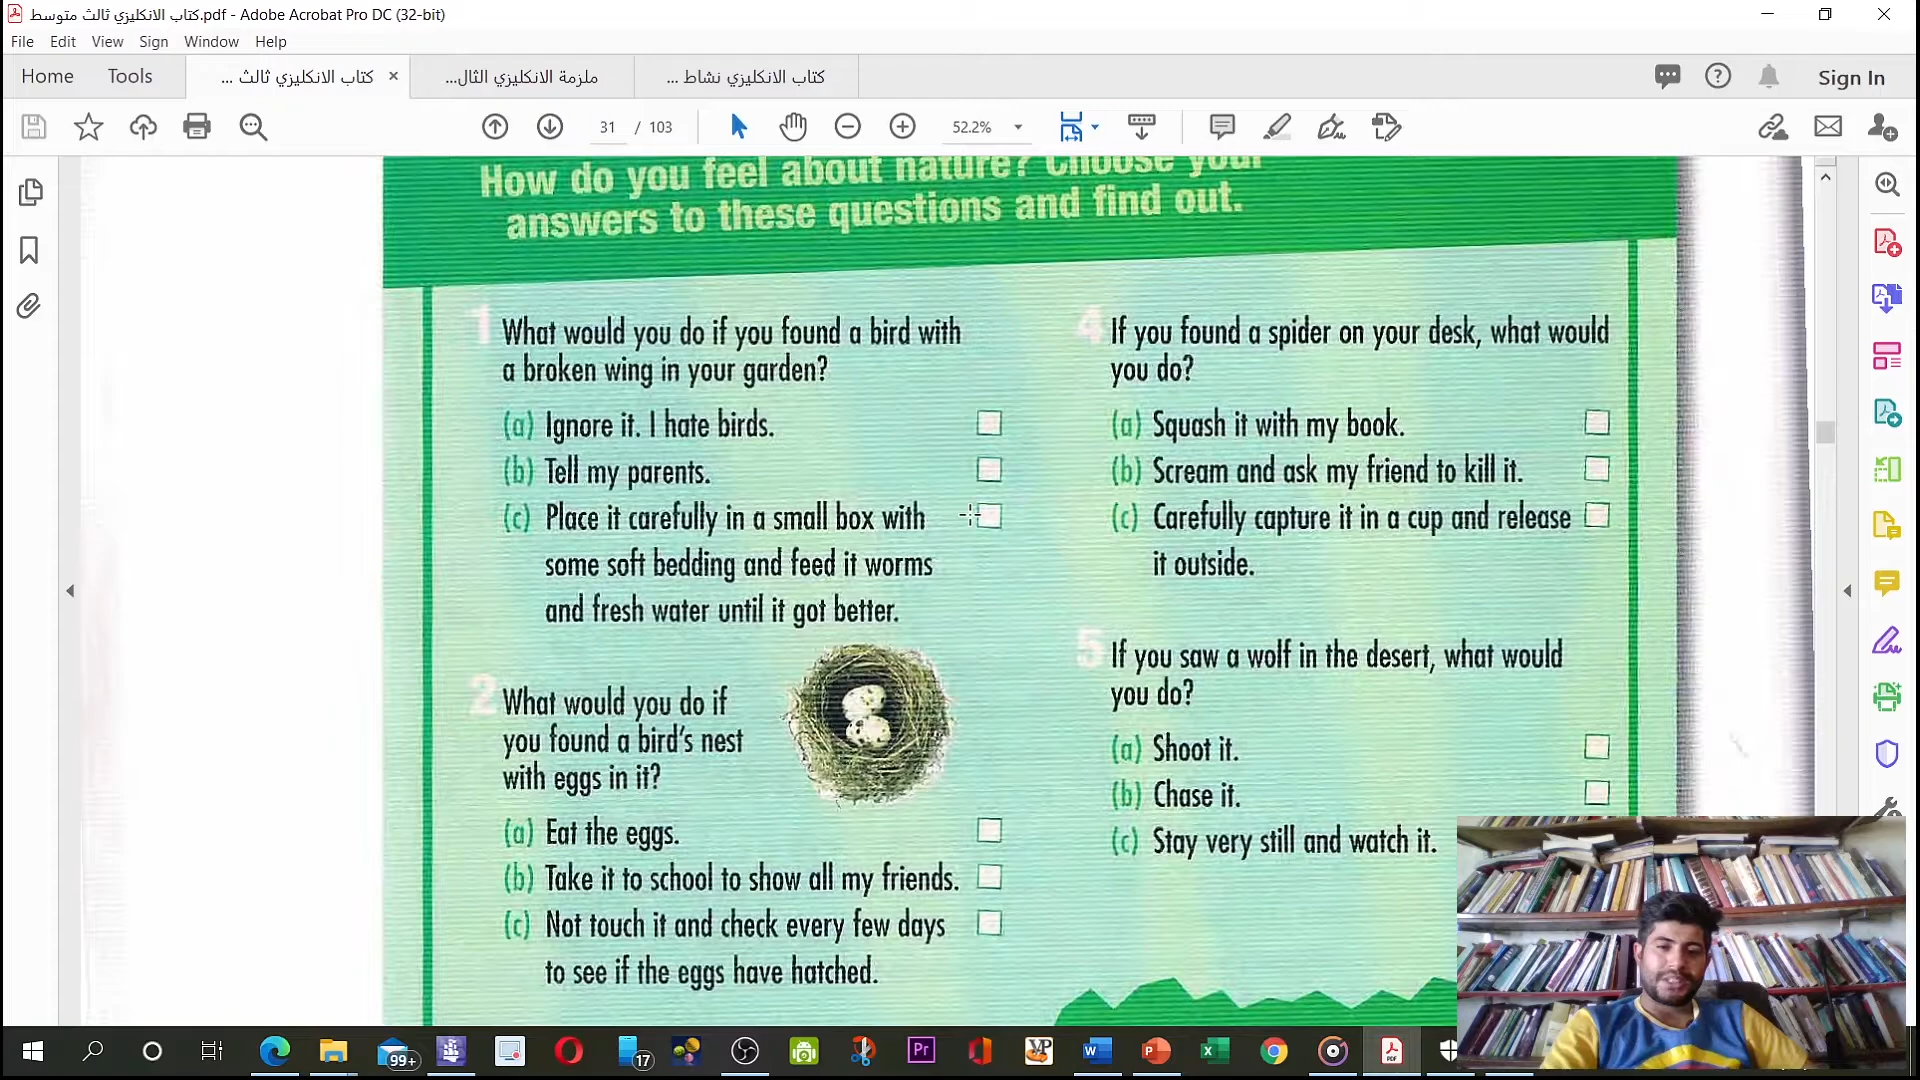 كتاب الانكليزي ثالث متوسط.pdf - Adobe Acrobat Pro DC (32-bit)
File Edit View Sign Window Help
Home Tools كتاب الانكليزي ثالث ... ملزمة الانكليزي الثال... كتاب الانكليزي نشاط ... Sign In
31 / 103 52.2%
How do you feel about nature? Choose your
answers to these questions and find out.
1 What would you do if you found a bird with
a broken wing in your garden?
(a) Ignore it. I hate birds.
(b) Tell my parents.
(c) Place it carefully in a small box with
some soft bedding and feed it worms
and fresh water until it got better.
2 What would you do if
you found a bird's nest
with eggs in it?
(a) Eat the eggs.
(b) Take it to school to show all my friends.
(c) Not touch it and check every few days
to see if the eggs have hatched.
4 If you found a spider on your desk, what would
you do?
(a) Squash it with my book.
(b) Scream and ask my friend to kill it.
(c) Carefully capture it in a cup and release
it outside.
5 If you saw a wolf in the desert, what would
you do?
(a) Shoot it.
(b) Chase it.
(c) Stay very still and watch it.
99+ 17 Pr